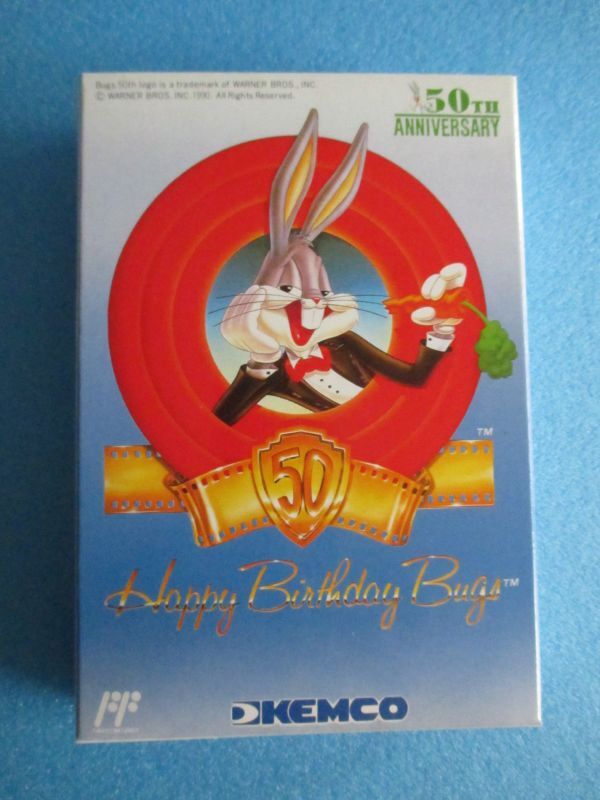 Bugs 50th logo is a trademark of WARNER BROS., INC.
© WARNER BROS. INC. 1990. All Rights Reserved.
50TH
ANNIVERSARY
TM
50
Happy Birthday Bugs™
KEMCO